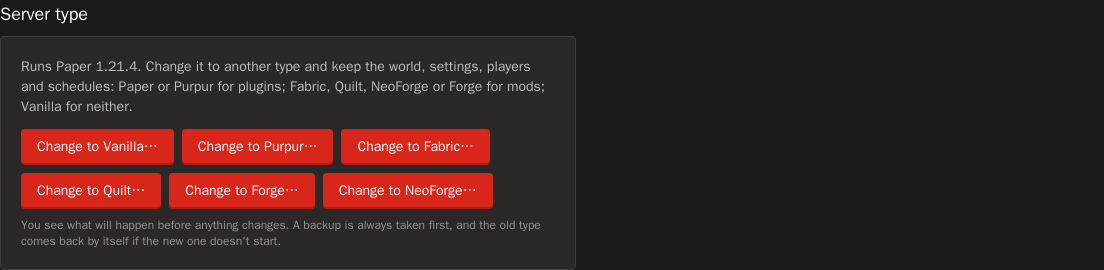 Server type
Runs Paper 1.21.4. Change it to another type and keep the world, settings, players
and schedules: Paper or Purpur for plugins; Fabric, Quilt, NeoForge or Forge for mods;
Vanilla for neither.
Change to Vanilla… Change to Purpur… Change to Fabric…
Change to Quilt… Change to Forge… Change to NeoForge…
You see what will happen before anything changes. A backup is always taken first, and the old type
comes back by itself if the new one doesn't start.